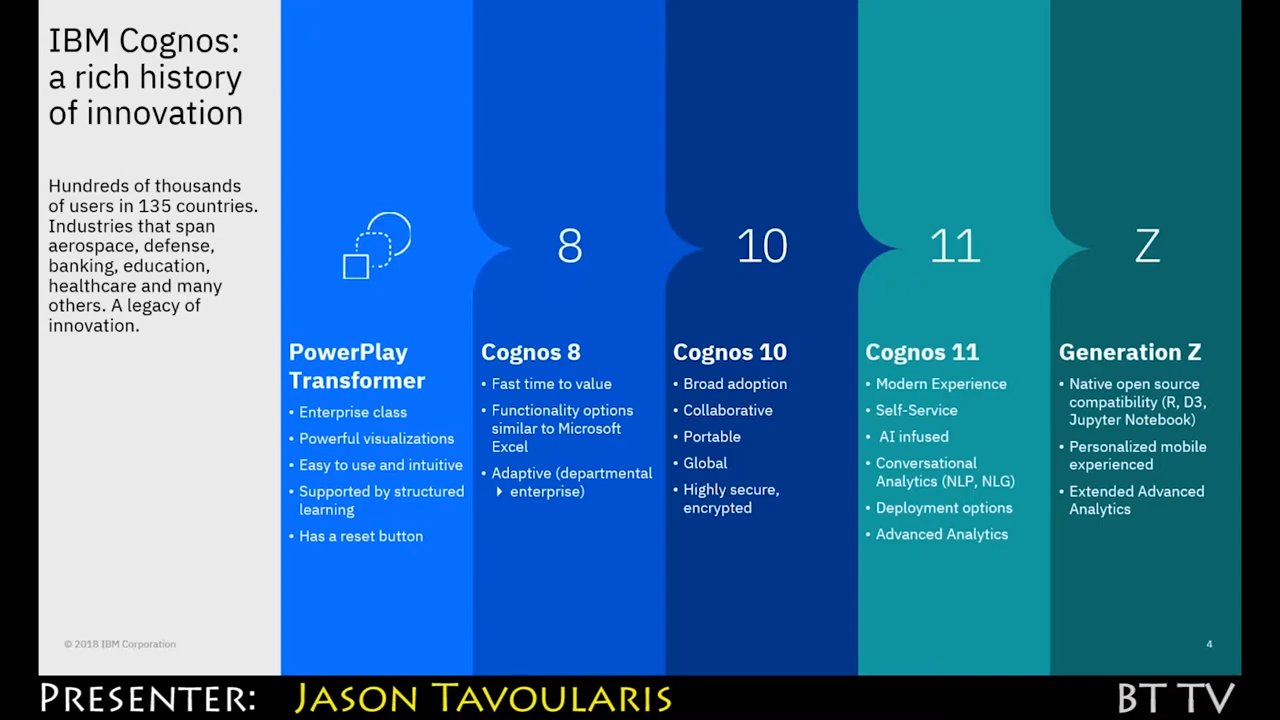 IBM Cognos:
a rich history
of innovation
Hundreds of thousands
of users in 135 countries.
Industries that span
aerospace, defense,
banking, education,
healthcare and many
others. A legacy of
innovation.
PowerPlay
Transformer
• Enterprise class
• Powerful visualizations
• Easy to use and intuitive
• Supported by structured
learning
• Has a reset button
8
Cognos 8
• Fast time to value
• Functionality options
similar to Microsoft
Excel
• Adaptive (departmental
▸ enterprise)
10
Cognos 10
• Broad adoption
• Collaborative
• Portable
• Global
• Highly secure,
encrypted
11
Cognos 11
• Modern Experience
• Self-Service
• AI infused
• Conversational
Analytics (NLP, NLG)
• Deployment options
• Advanced Analytics
Z
Generation Z
• Native open source
compatibility (R, D3,
Jupyter Notebook)
• Personalized mobile
experienced
• Extended Advanced
Analytics
© 2018 IBM Corporation
4
PRESENTER: JASON TAVOULARIS
BT TV